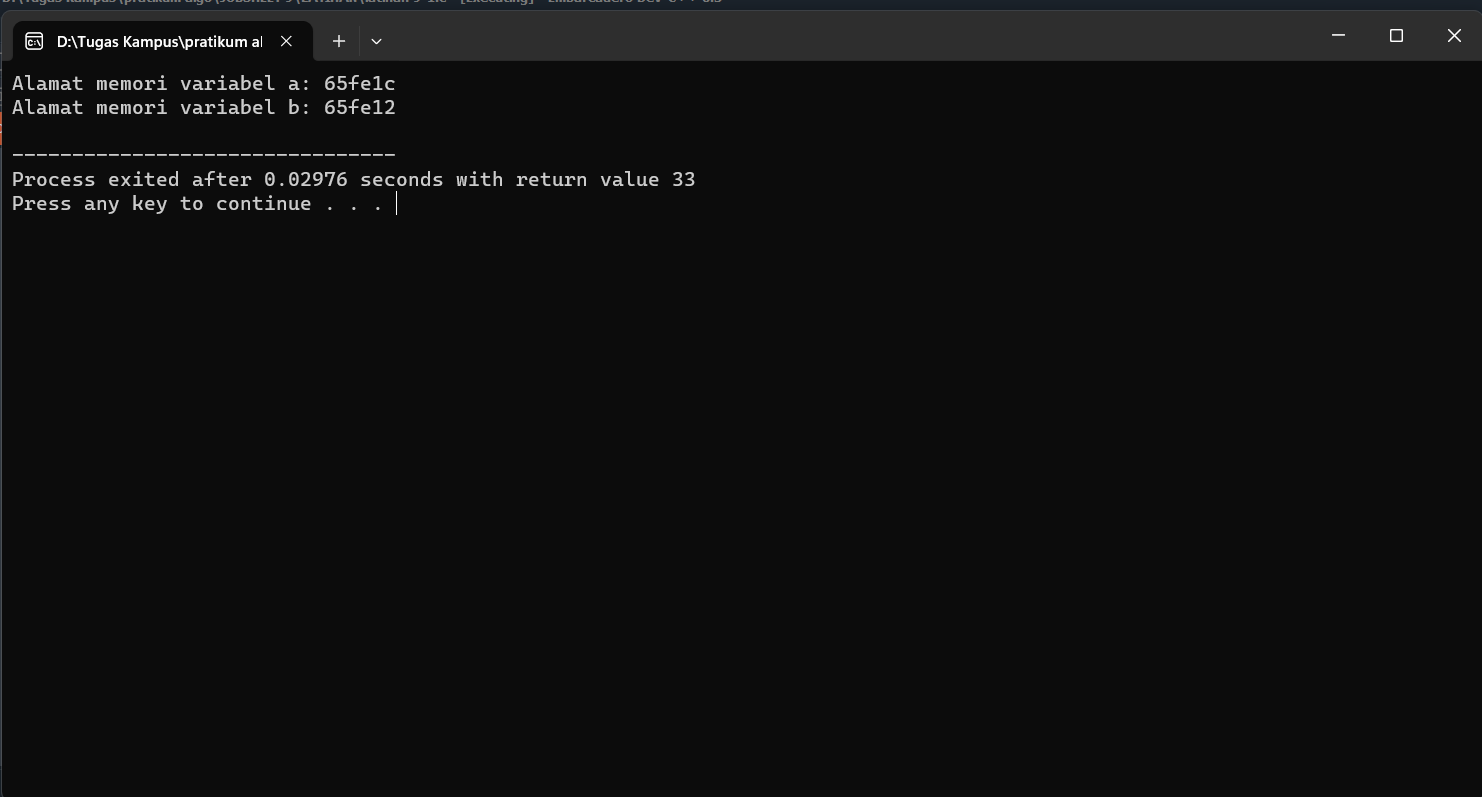 D:\Tugas Kampus\pratikum al
Alamat memori variabel a: 65fe1c
Alamat memori variabel b: 65fe12
--------------------------------
Process exited after 0.02976 seconds with return value 33
Press any key to continue . . .